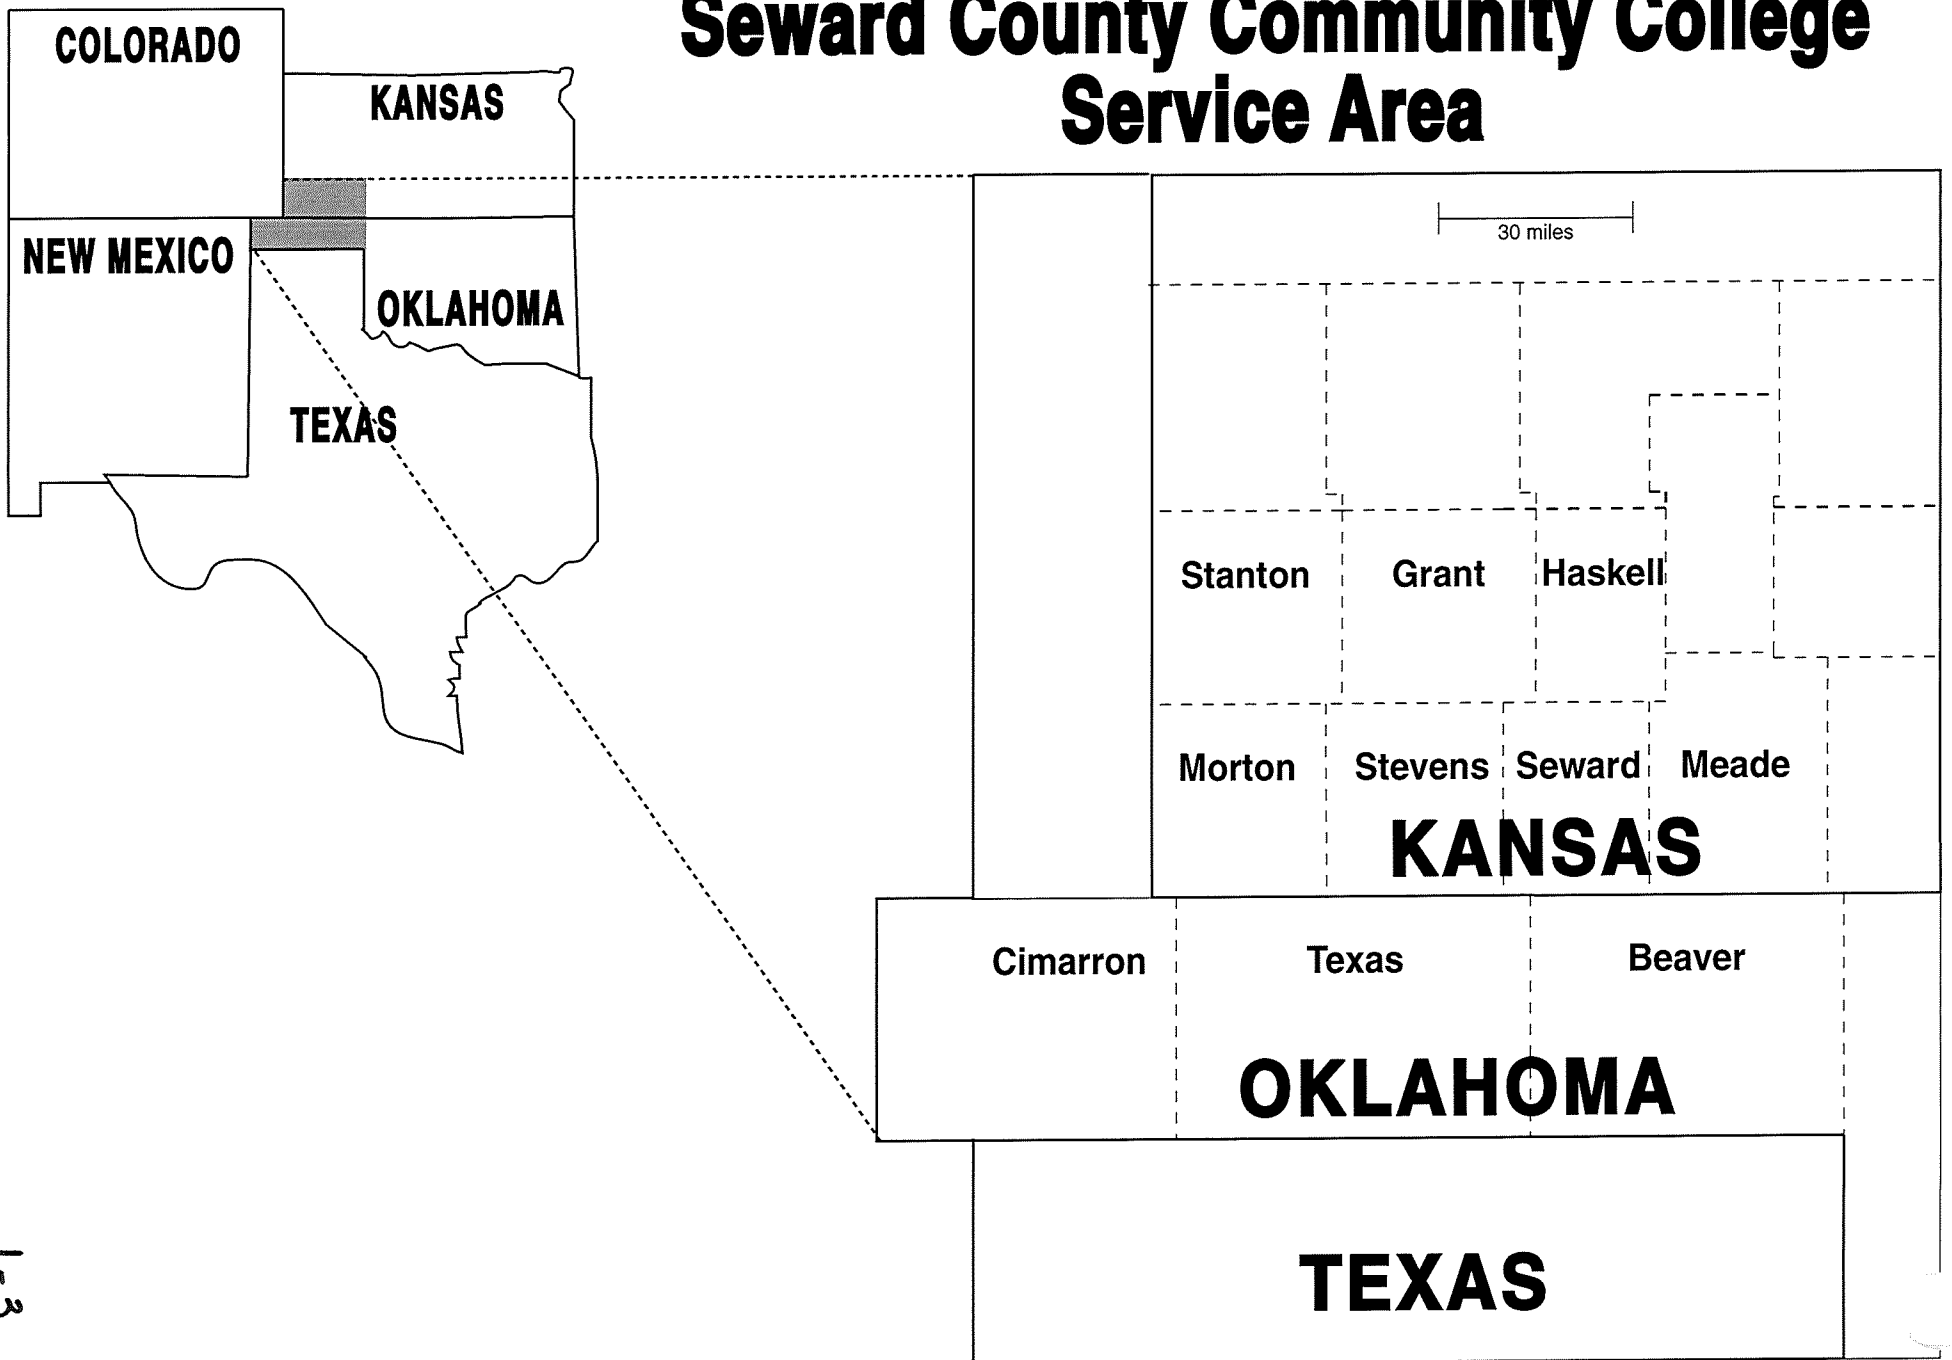 Seward County Community College
Service Area
COLORADO
KANSAS
NEW MEXICO
OKLAHOMA
TEXAS
30 miles
Stanton
Grant
Haskell
Morton
Stevens
Seward
Meade
KANSAS
Cimarron
Texas
Beaver
OKLAHOMA
TEXAS